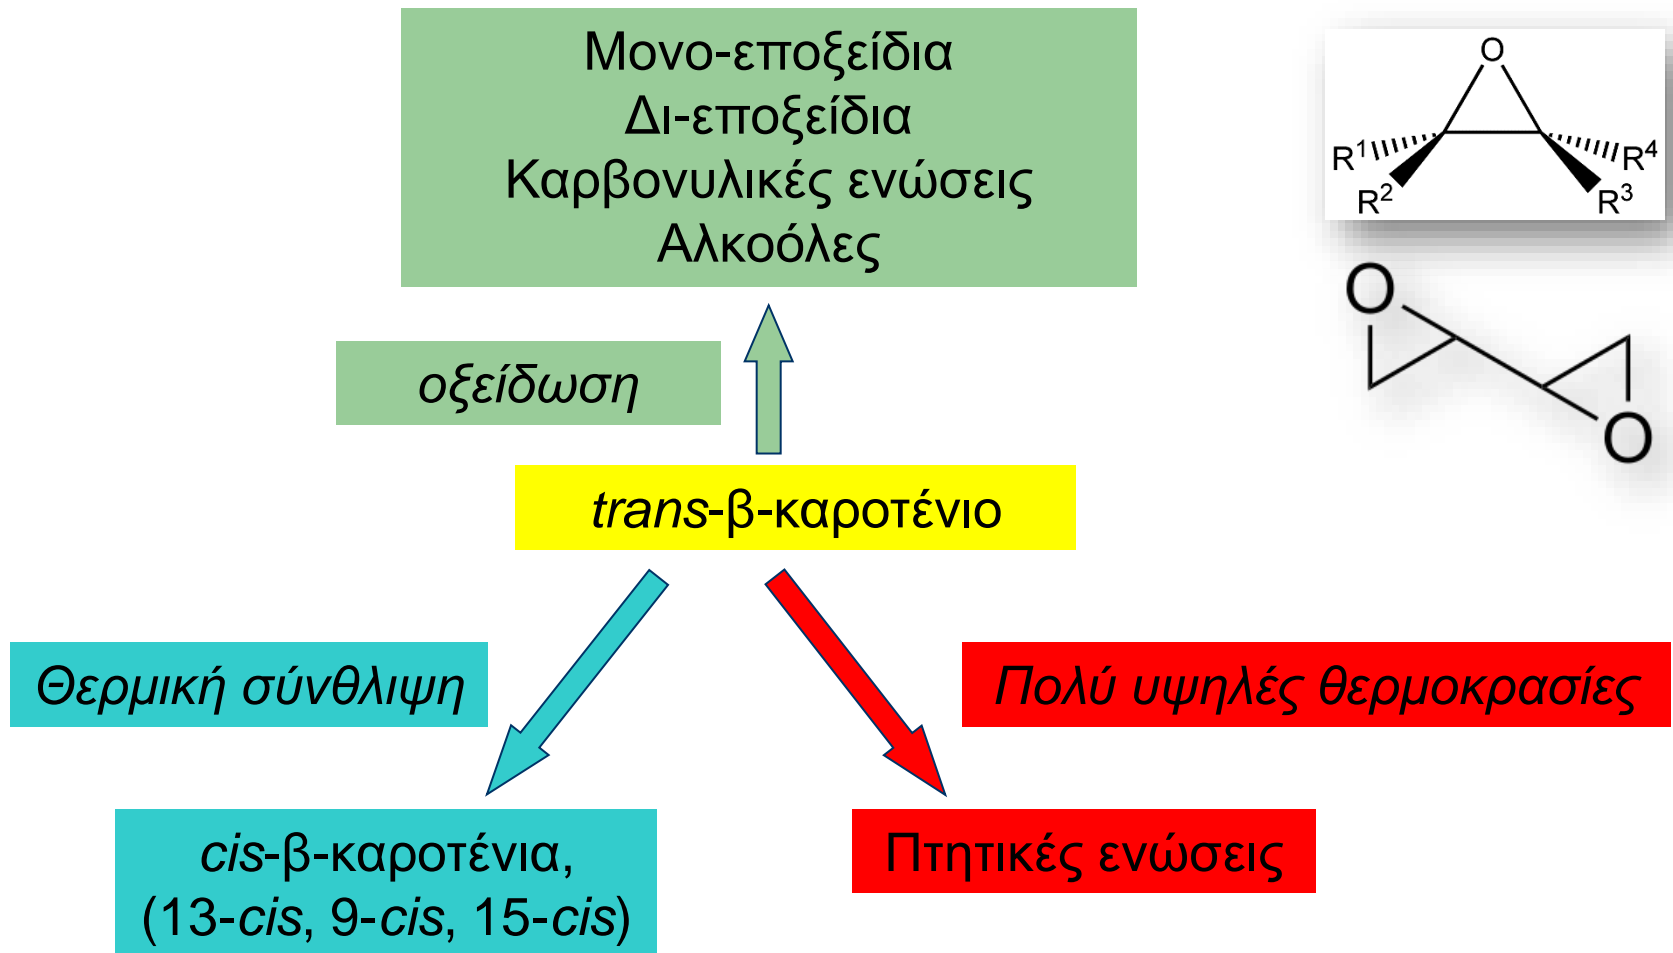 Μονο-εποξείδια
Δι-εποξείδια
Καρβονυλικές ενώσεις
Αλκοόλες
O
R1
R4
R2
R3
O
O
οξείδωση
trans-β-καροτένιο
Θερμική σύνθλιψη
Πολύ υψηλές θερμοκρασίες
cis-β-καροτένια,
(13-cis, 9-cis, 15-cis)
Πτητικές ενώσεις